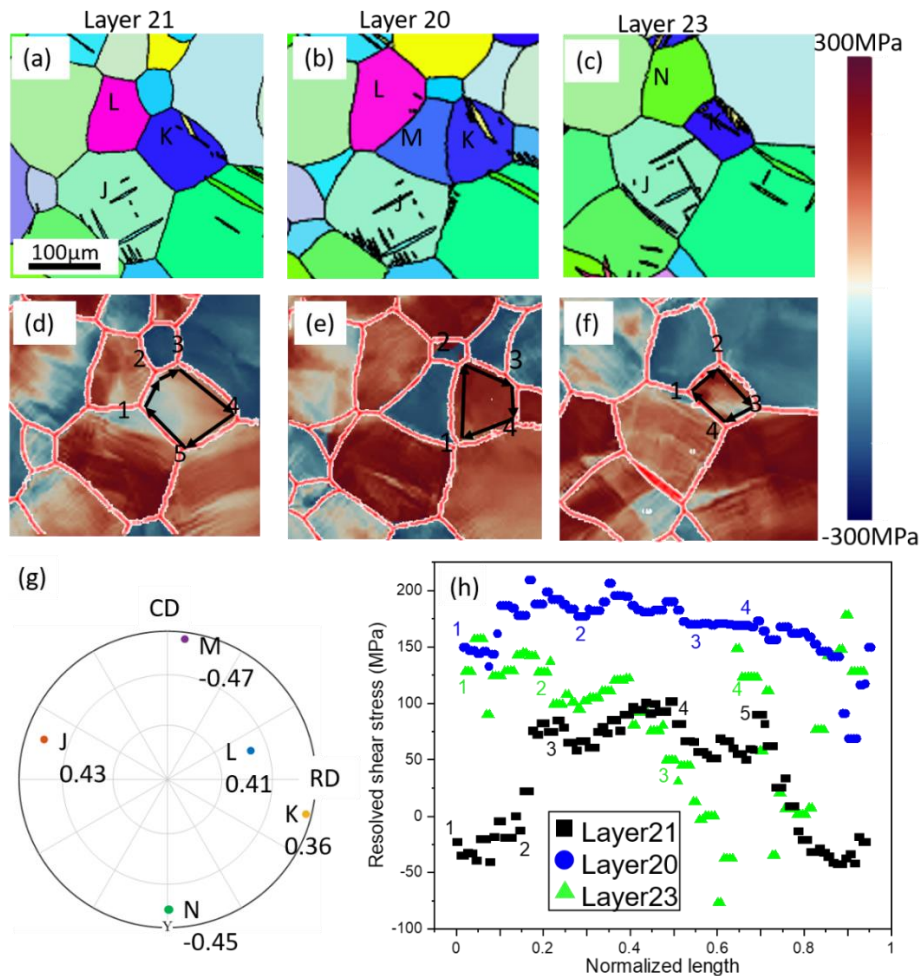 Layer 21
Layer 20
Layer 23
(a)
L
K
J
100μm
(b)
L
M
K
J
(c)
N
K
J
300MPa
-300MPa
(d)
2
3
1
4
5
(e)
2
3
1
4
(f)
2
1
3
4
(g)
CD
M
-0.47
J
0.43
L
0.41
RD
K
0.36
N
Y
-0.45
(h)
Resolved shear stress (MPa)
200
150
100
50
0
-50
-100
1
2
3
4
1
2
3
4
1
2
3
4
5
Layer21
Layer20
Layer23
0
0.2
0.4
0.6
0.8
1
Normalized length